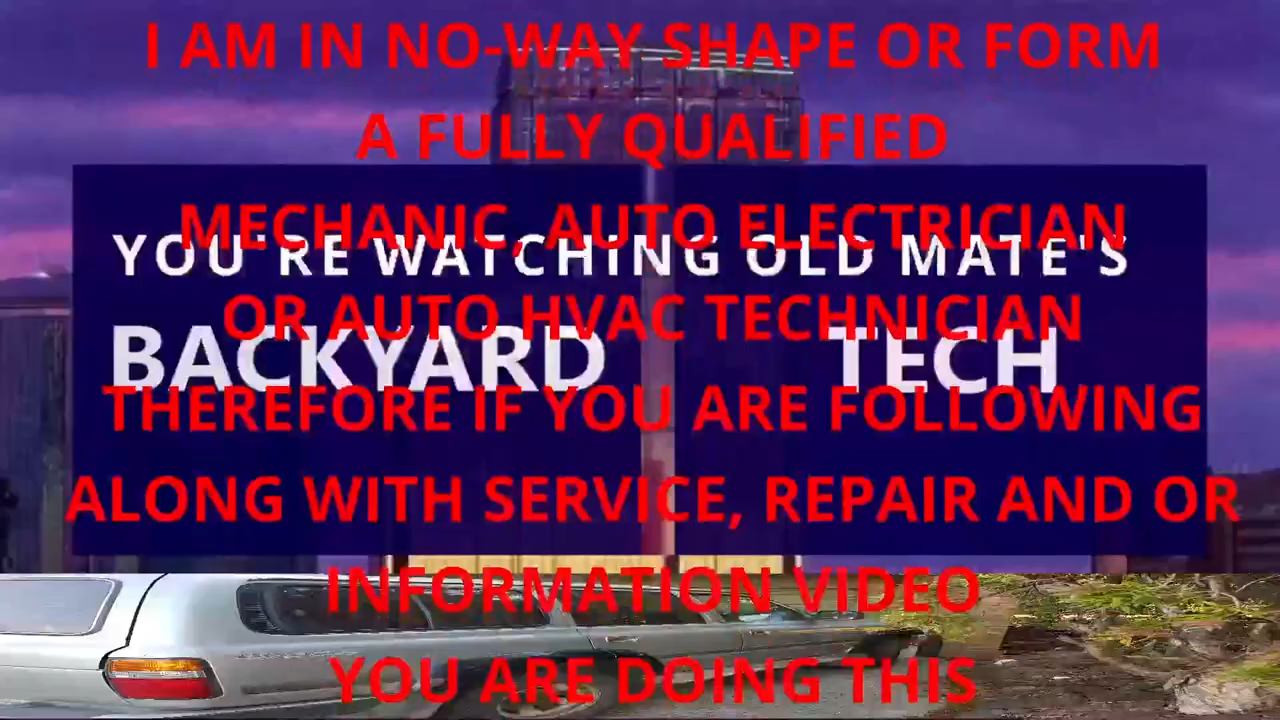 I AM IN NO-WAY SHAPE OR FORM
A FULLY QUALIFIED
MECHANIC, AUTO ELECTRICIAN
YOU'RE WATCHING OLD MATE'S
OR AUTO HVAC TECHNICIAN
BACKYARD TECH
THEREFORE IF YOU ARE FOLLOWING
ALONG WITH SERVICE, REPAIR AND OR
INFORMATION VIDEO
YOU ARE DOING THIS